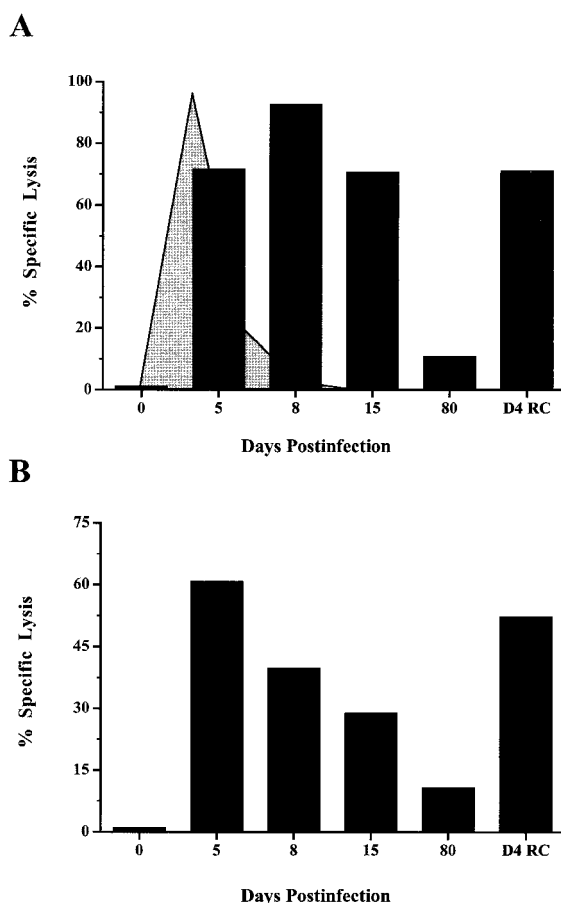 A
% Specific Lysis
100
80
60
40
20
0
0 5 8 15 80 D4 RC
Days Postinfection
B
% Specific Lysis
75
60
45
30
15
0
0 5 8 15 80 D4 RC
Days Postinfection